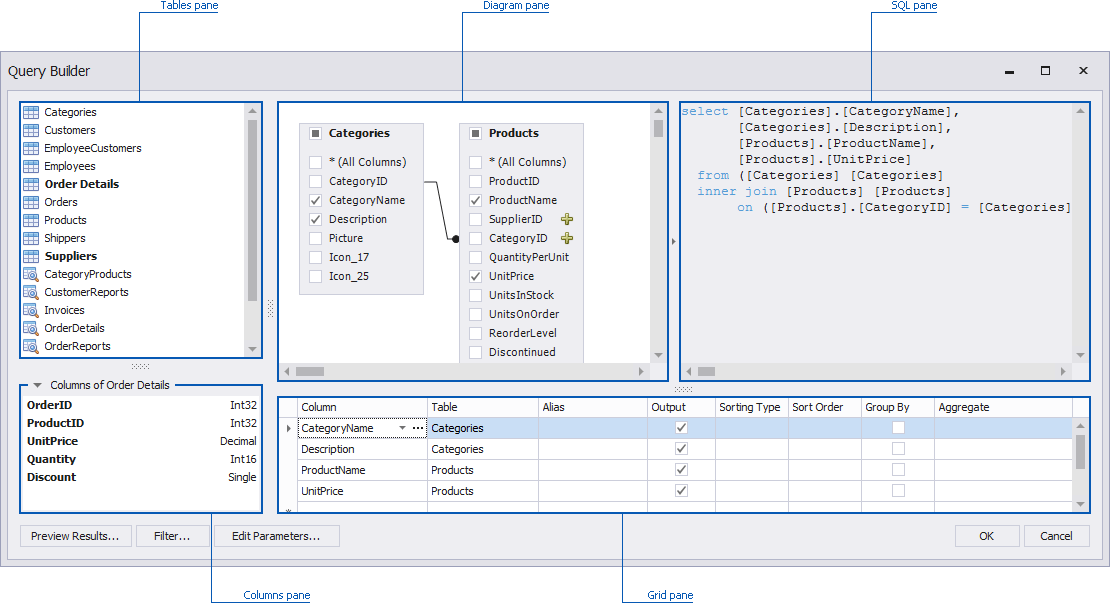 Tables pane
Diagram pane
SQL pane
Query Builder
Categories
Customers
EmployeeCustomers
Employees
Order Details
Orders
Products
Shippers
Suppliers
CategoryProducts
CustomerReports
Invoices
OrderDetails
OrderReports
Categories
* (All Columns)
CategoryID
CategoryName
Description
Picture
Icon_17
Icon_25
Products
* (All Columns)
ProductID
ProductName
SupplierID
CategoryID
QuantityPerUnit
UnitPrice
UnitsInStock
UnitsOnOrder
ReorderLevel
Discontinued
select [Categories].[CategoryName],
[Categories].[Description],
[Products].[ProductName],
[Products].[UnitPrice]
from ([Categories] [Categories]
inner join [Products] [Products]
on ([Products].[CategoryID] = [Categories]
Columns of Order Details
OrderID Int32
ProductID Int32
UnitPrice Decimal
Quantity Int16
Discount Single
Column Table Alias Output Sorting Type Sort Order Group By Aggregate
CategoryName Categories
Description Categories
ProductName Products
UnitPrice Products
Preview Results... Filter... Edit Parameters... OK Cancel
Columns pane
Grid pane